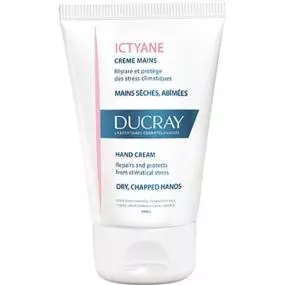 ICTYANE
CRÈME MAINS
Répare et protège
des stress climatiques
MAINS SÈCHES, ABÎMÉES
DUCRAY
LABORATOIRES DERMATOLOGIQUES
HAND CREAM
Repairs and protects
from climatical stress
DRY, CHAPPED HANDS